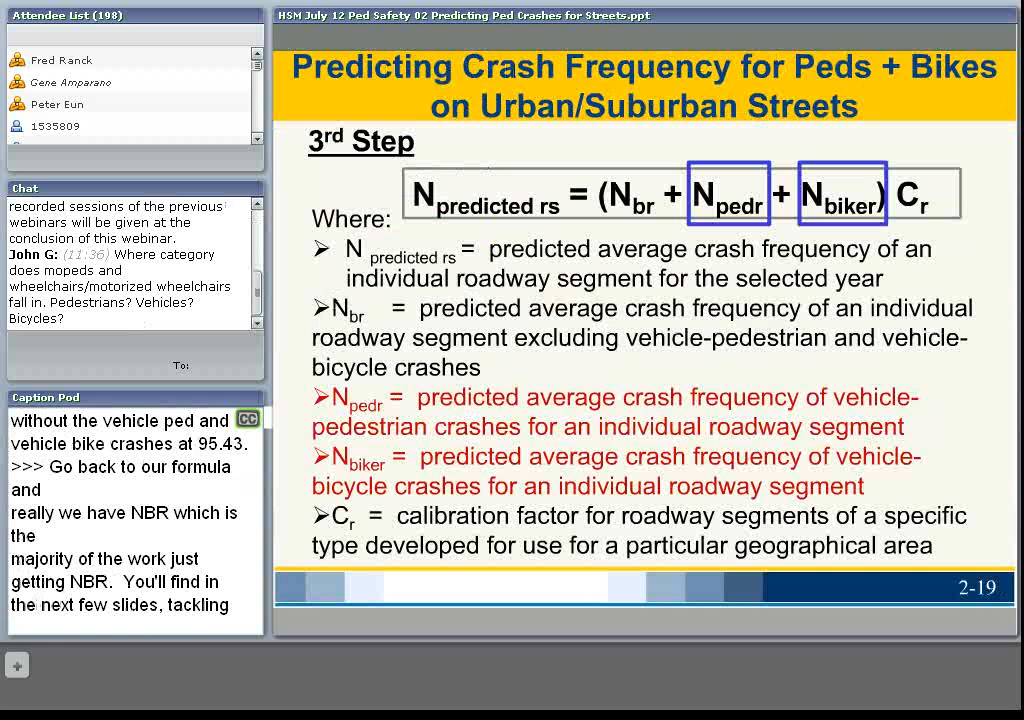 Attendee List (198)
Fred Ranck
Gene Amparano
Peter Eun
1535809
Chat
recorded sessions of the previous
webinars will be given at the
conclusion of this webinar.
John G: (11:36) Where category
does mopeds and
wheelchairs/motorized wheelchairs
fall in. Pedestrians? Vehicles?
Bicycles?
To:
Caption Pod
without the vehicle ped and CC
vehicle bike crashes at 95.43.
>>> Go back to our formula
and
really we have NBR which is
the
majority of the work just
getting NBR. You'll find in
the next few slides, tackling
HSM July 12 Ped Safety 02 Predicting Ped Crashes for Streets.ppt
Predicting Crash Frequency for Peds + Bikes
on Urban/Suburban Streets
3rd Step
N predicted rs = (N br + N pedr + N biker) C r
Where:
➢ N predicted rs = predicted average crash frequency of an
individual roadway segment for the selected year
➢N br = predicted average crash frequency of an individual
roadway segment excluding vehicle-pedestrian and vehicle-
bicycle crashes
➢N pedr = predicted average crash frequency of vehicle-
pedestrian crashes for an individual roadway segment
➢N biker = predicted average crash frequency of vehicle-
bicycle crashes for an individual roadway segment
➢C r = calibration factor for roadway segments of a specific
type developed for use for a particular geographical area
2-19